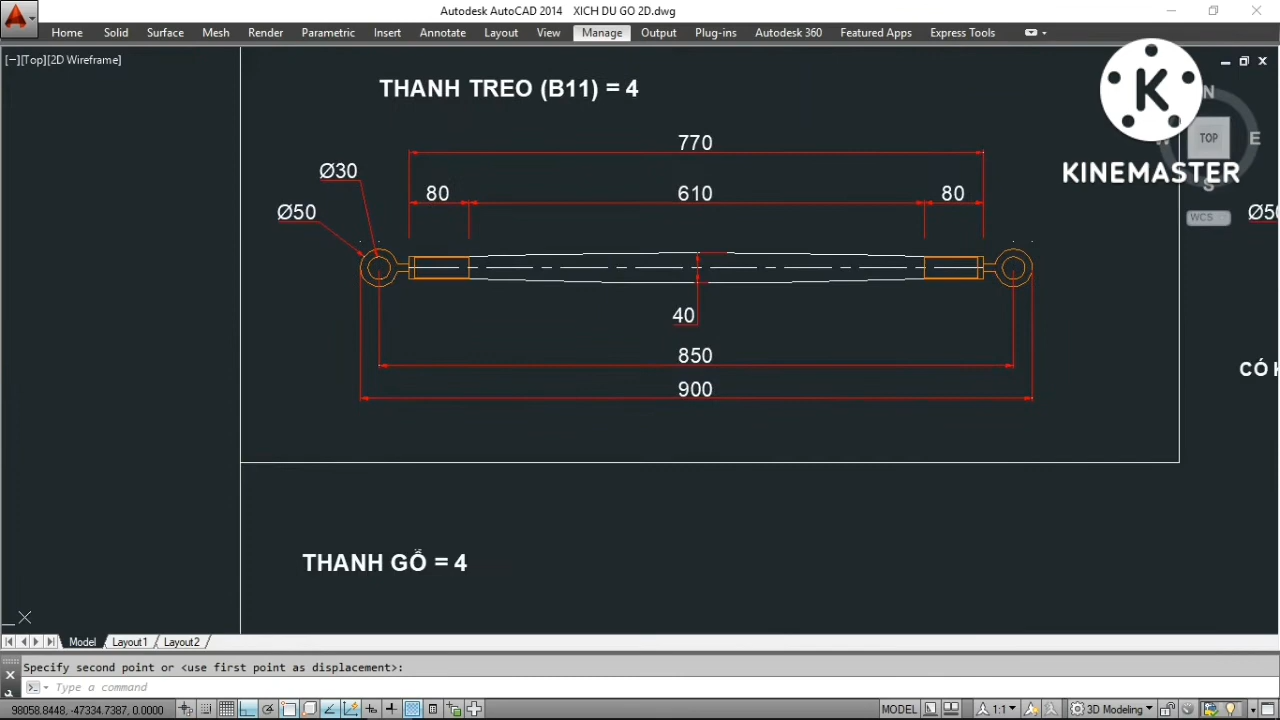 Autodesk AutoCAD 2014 XICH DU GO 2D.dwg
Home Solid Surface Mesh Render Parametric Insert Annotate Layout View Manage Output Plug-ins Autodesk 360 Featured Apps Express Tools
[−][Top][2D Wireframe]
THANH TREO (B11) = 4
K
N
TOP
E
KINEMASTER
S
WCS
770
Ø30
80
610
80
Ø50
Ø50
40
850
900
CÓ K
THANH GỖ = 4
Model Layout1 Layout2
Specify second point or <use first point as displacement>:
Type a command
98058.8448, -47334.7387, 0.0000
MODEL
1:1
3D Modeling